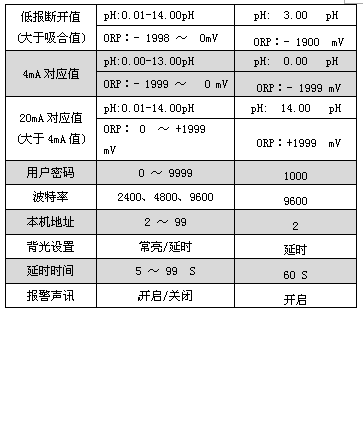 低报断开值 pH:0.01-14.00pH pH: 3.00 pH
(大于吸合值) ORP：- 1998 ～ 0mV ORP：- 1900 mV
4mA 对应值 pH:0.00-13.00pH pH: 0.00 pH
ORP：- 1999 ～ 0 mV ORP：- 1999 mV
20mA 对应值 pH:0.01-14.00pH pH: 14.00 pH
(大于 4mA 值) ORP： 0 ～ +1999
mV ORP：+1999 mV
用户密码 0 ～ 9999 1000
波特率 2400、4800、9600 9600
本机地址 2 ～ 99 2
背光设置 常亮/延时 延时
延时时间 5 ～ 99 S 60 S
报警声讯 开启/关闭 开启